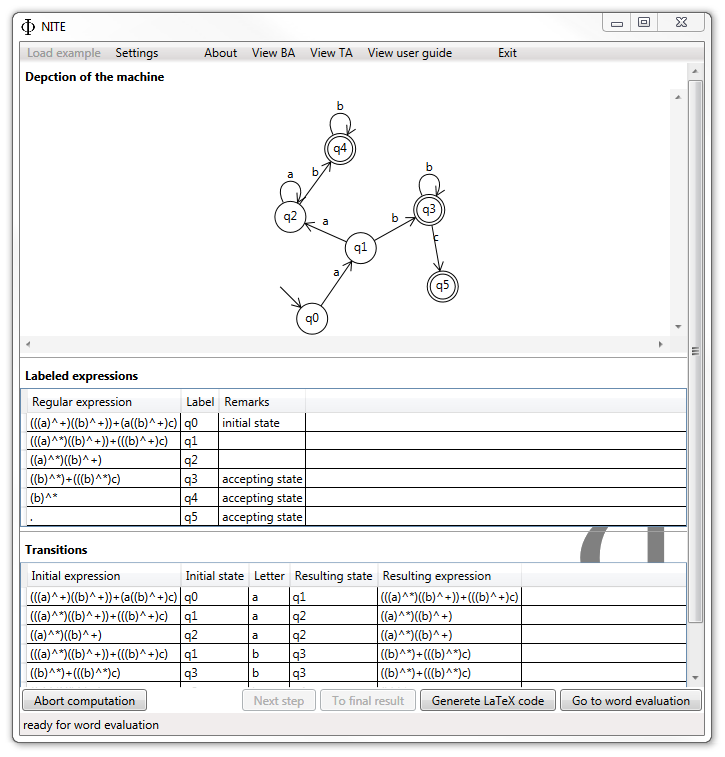 NITE
Load example Settings About View BA View TA View user guide Exit
Depction of the machine
b
q4
a b b
q2 a b q3
q1 c
a q5
q0
Labeled expressions
Regular expression Label Remarks
(((a)^+)((b)^+))+(a((b)^+)c) q0 initial state
(((a)^*)((b)^+))+(((b)^+)c) q1
((a)^*)((b)^+) q2
((b)^*)+(((b)^*)c) q3 accepting state
(b)^* q4 accepting state
. q5 accepting state
Transitions
Initial expression Initial state Letter Resulting state Resulting expression
(((a)^+)((b)^+))+(a((b)^+)c) q0 a q1 (((a)^*)((b)^+))+(((b)^+)c)
(((a)^*)((b)^+))+(((b)^+)c) q1 a q2 ((a)^*)((b)^+)
((a)^*)((b)^+) q2 a q2 ((a)^*)((b)^+)
(((a)^*)((b)^+))+(((b)^+)c) q1 b q3 ((b)^*)+(((b)^*)c)
((b)^*)+(((b)^*)c) q3 b q3 ((b)^*)+(((b)^*)c)
Abort computation Next step To final result Generete LaTeX code Go to word evaluation
ready for word evaluation